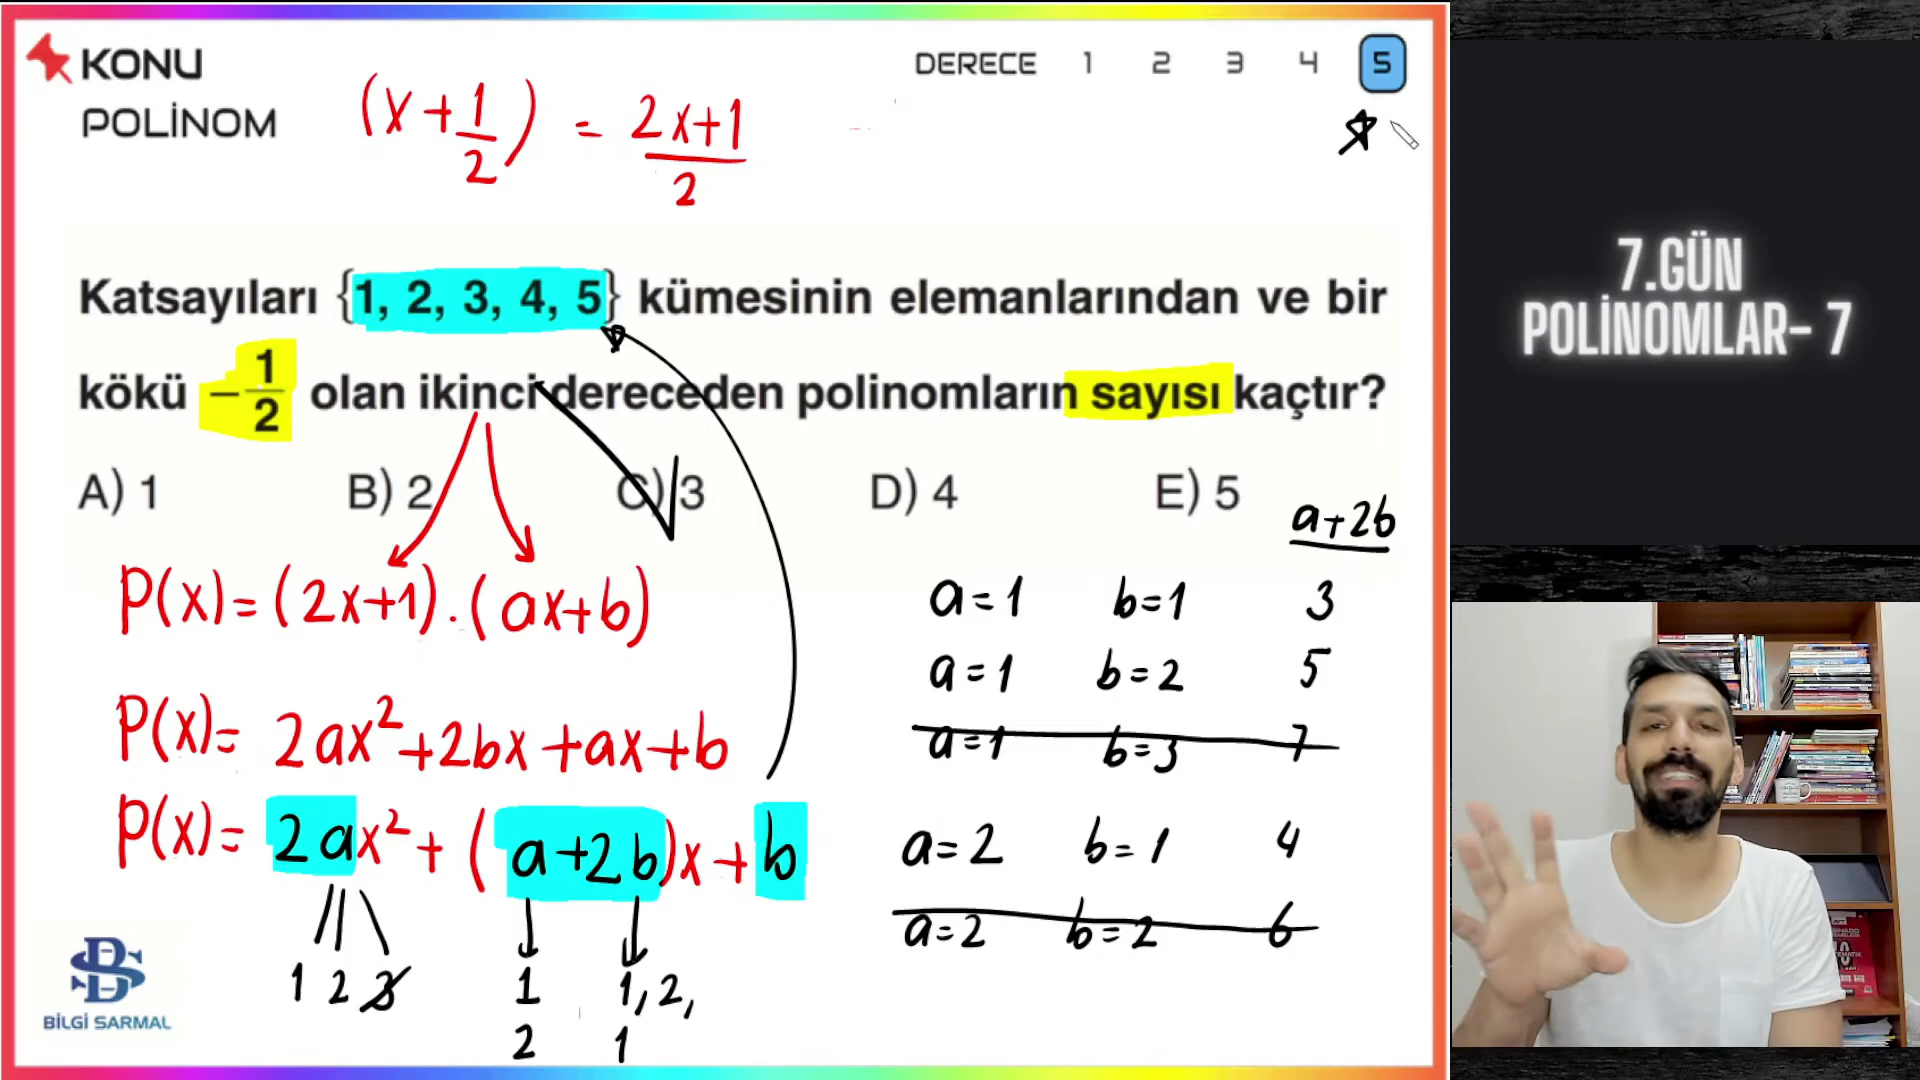 KONU
POLİNOM
DERECE 1 2 3 4 5
(x+1/2) = 2x+1/2
Katsayıları {1, 2, 3, 4, 5} kümesinin elemanlarından ve bir
kökü -1/2 olan ikinci dereceden polinomların sayısı kaçtır?
A) 1 B) 2 C) 3 D) 4 E) 5
P(x)= (2x+1).(ax+b)
P(x)= 2ax²+2bx+ax+b
P(x)= 2ax²+(a+2b)x+b
1 2 3
1 1, 2,
2 1
a+2b
a=1 b=1 3
a=1 b=2 5
a=1 b=3 7
a=2 b=1 4
a=2 b=2 6
BİLGİ SARMAL
7.GÜN
POLİNOMLAR- 7